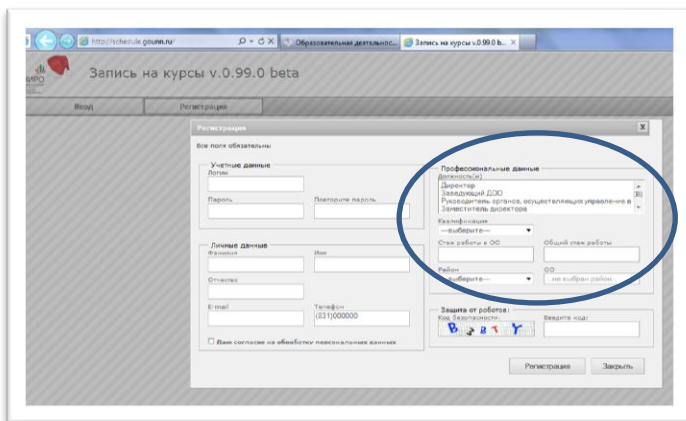 http://schedule.gounn.ru/
Образовательная деятельнос...
Запись на курсы v.0.99.0 b...
Запись на курсы v.0.99.0 beta
Вход
Регистрация
Регистрация
X
Все поля обязательны
Учетные данные
Логин
Пароль
Повторите пароль
Личные данные
Фамилия
Имя
Отчество
E-mail
Телефон
(831)000000
Даю согласие на обработку персональных данных
Профессиональные данные
Должность(и)
Директор
Заведующий ДОО
Руководитель органов, осуществляющих управление в
Заместитель директора
Квалификация
---выберите---
Стаж работы в ОО
Общий стаж работы
Район
ОО
---выберите---
не выбран район
Защита от роботов:
Код безопасности:
Введите код:
Регистрация
Закрыть